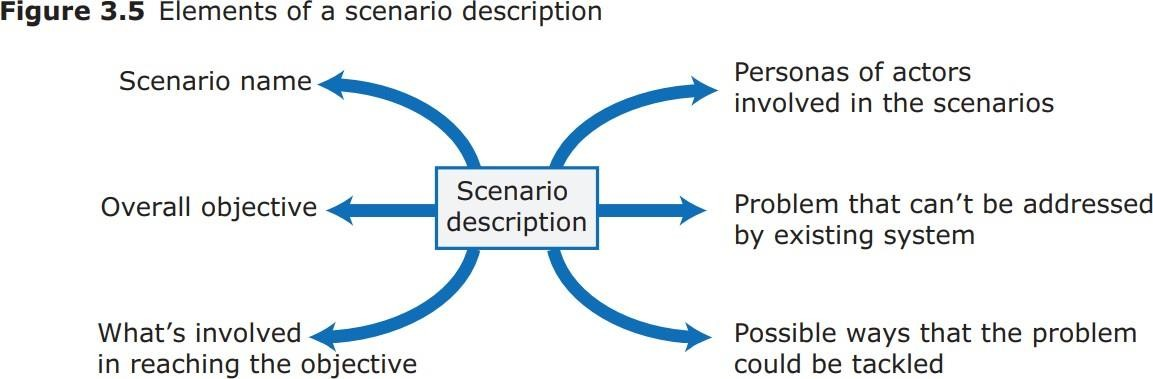 Figure 3.5 Elements of a scenario description
Scenario name
Personas of actors
involved in the scenarios
Overall objective
Scenario
description
Problem that can’t be addressed
by existing system
What’s involved
in reaching the objective
Possible ways that the problem
could be tackled